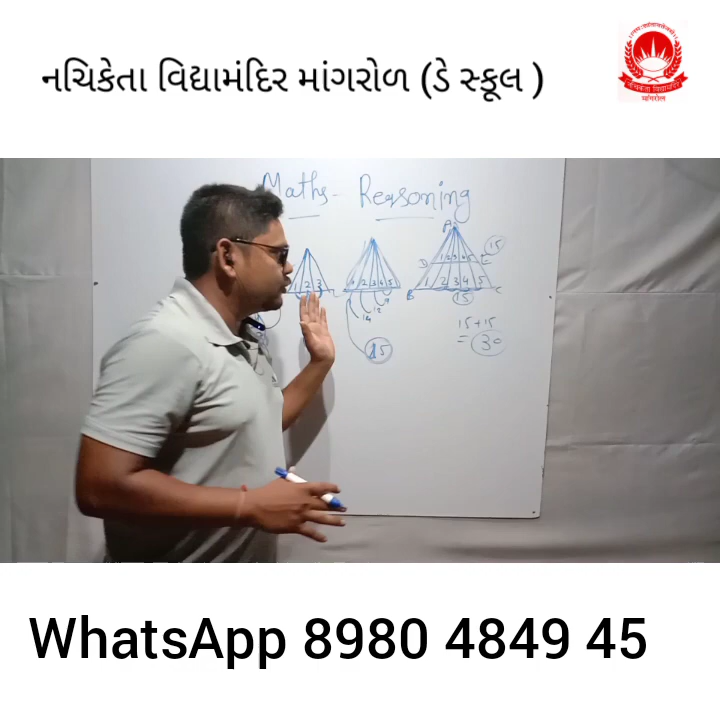 નચિકેતા વિદ્યામંદિર માંગરોળ (ડે સ્કૂલ )
માંગરોલ
Maths - Reasoning
A
15
D
E
1 2 3
1 2 3 4 5
B 1 2 3 4 5 C
15
15
15 + 15
= 30
WhatsApp 8980 4849 45